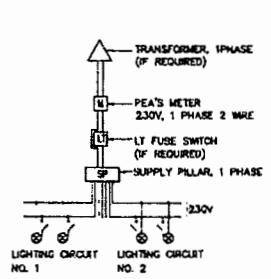 TRANSFORMER, 1PHASE
(IF REQUIRED)
M
PEA'S METER
230V, 1 PHASE 2 WIRE
LT
LT FUSE SWITCH
(IF REQUIRED)
SP
SUPPLY PILLAR, 1 PHASE
230V
LIGHTING CIRCUIT
NO. 1
LIGHTING CIRCUIT
NO. 2